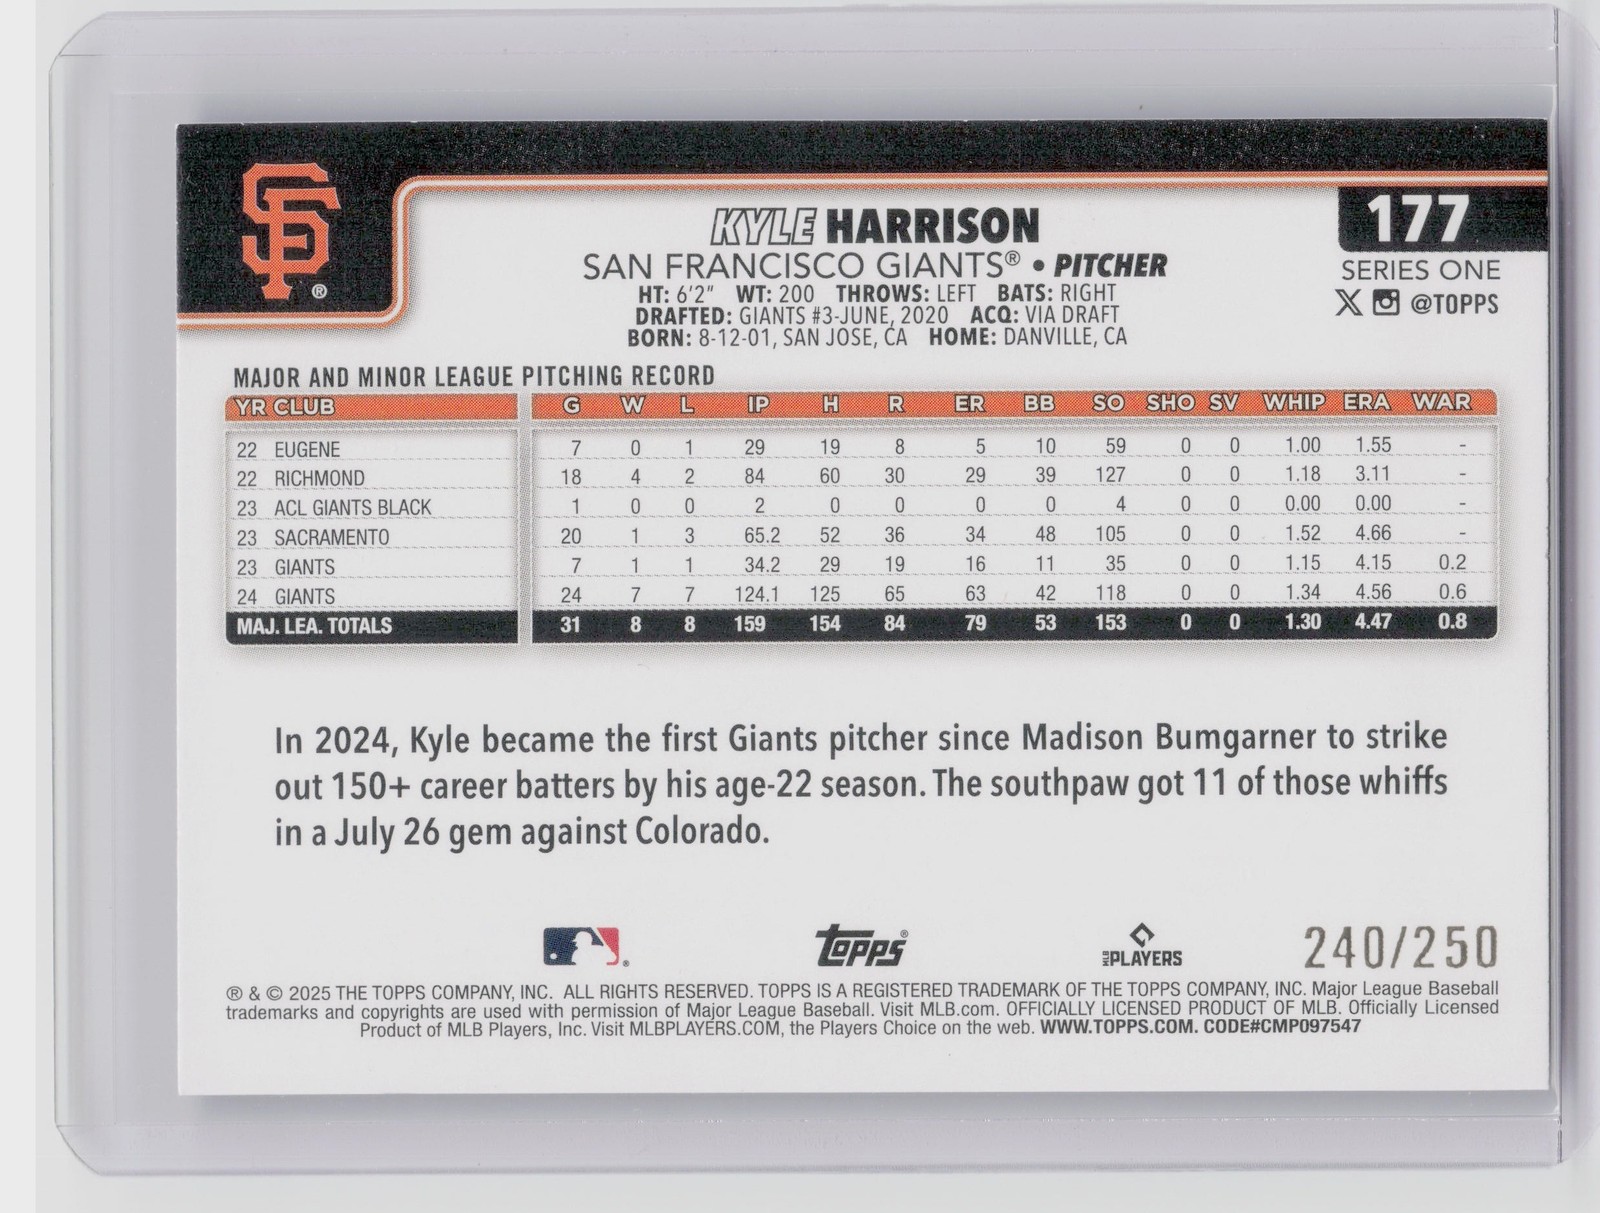 SF ®
KYLE HARRISON
177
SAN FRANCISCO GIANTS® • PITCHER
SERIES ONE
HT: 6'2" WT: 200 THROWS: LEFT BATS: RIGHT
@TOPPS
DRAFTED: GIANTS #3-JUNE, 2020 ACQ: VIA DRAFT
BORN: 8-12-01, SAN JOSE, CA HOME: DANVILLE, CA
MAJOR AND MINOR LEAGUE PITCHING RECORD
YR CLUB G W L IP H R ER BB SO SHO SV WHIP ERA WAR
22 EUGENE 7 0 1 29 19 8 5 10 59 0 0 1.00 1.55 -
22 RICHMOND 18 4 2 84 60 30 29 39 127 0 0 1.18 3.11 -
23 ACL GIANTS BLACK 1 0 0 2 0 0 0 0 4 0 0 0.00 0.00 -
23 SACRAMENTO 20 1 3 65.2 52 36 34 48 105 0 0 1.52 4.66 -
23 GIANTS 7 1 1 34.2 29 19 16 11 35 0 0 1.15 4.15 0.2
24 GIANTS 24 7 7 124.1 125 65 63 42 118 0 0 1.34 4.56 0.6
MAJ. LEA. TOTALS 31 8 8 159 154 84 79 53 153 0 0 1.30 4.47 0.8
In 2024, Kyle became the first Giants pitcher since Madison Bumgarner to strike
out 150+ career batters by his age-22 season. The southpaw got 11 of those whiffs
in a July 26 gem against Colorado.
Topps® MLB PLAYERS 240/250
® & © 2025 THE TOPPS COMPANY, INC. ALL RIGHTS RESERVED. TOPPS IS A REGISTERED TRADEMARK OF THE TOPPS COMPANY, INC. Major League Baseball
trademarks and copyrights are used with permission of Major League Baseball. Visit MLB.com. OFFICIALLY LICENSED PRODUCT OF MLB. Officially Licensed
Product of MLB Players, Inc. Visit MLBPLAYERS.COM, the Players Choice on the web. WWW.TOPPS.COM. CODE#CMP097547